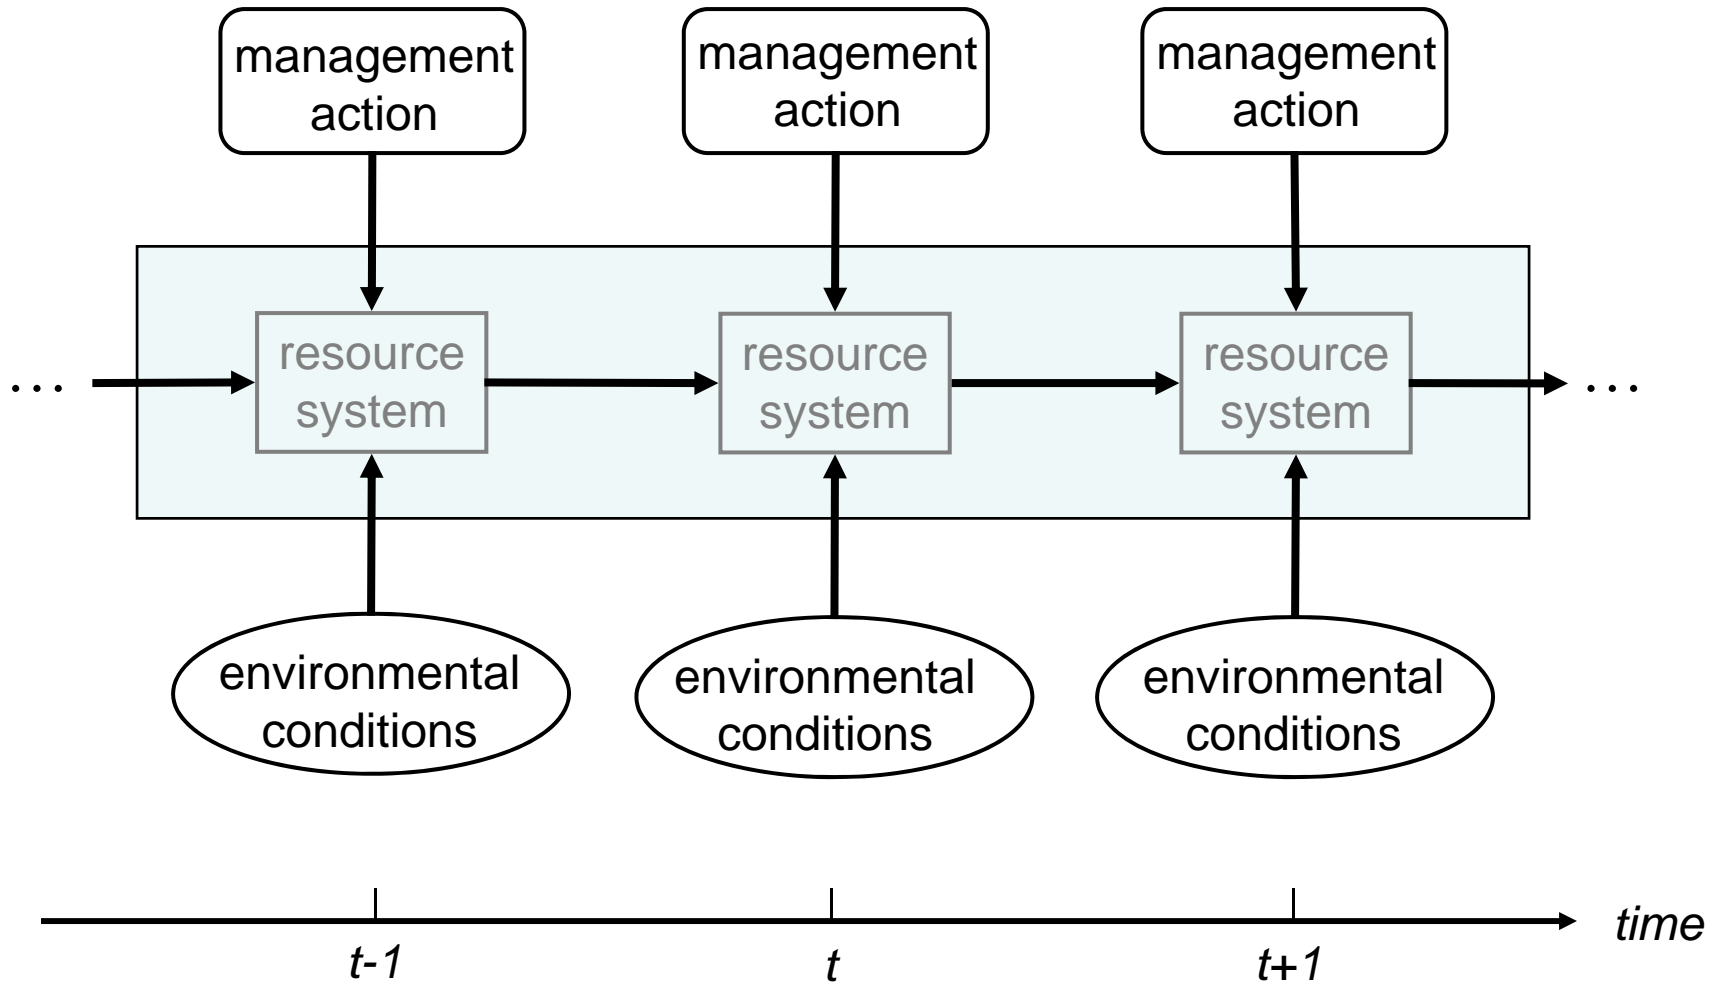 management
action
management
action
management
action
. . .
resource
system
resource
system
resource
system
. . .
environmental
conditions
environmental
conditions
environmental
conditions
time
t-1
t
t+1